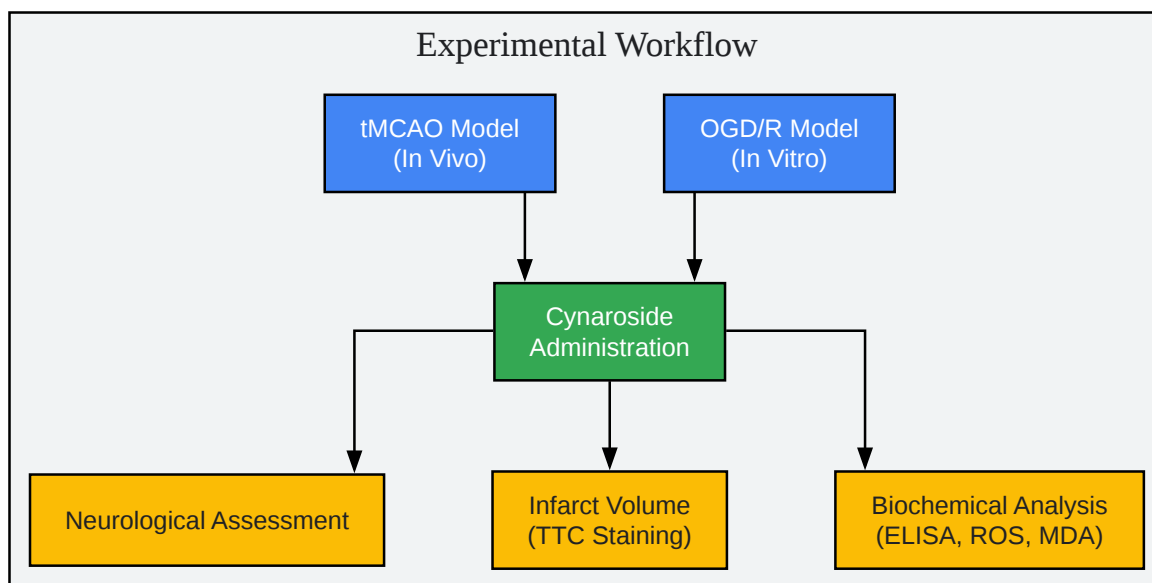 Experimental Workflow
tMCAO Model
(In Vivo)
OGD/R Model
(In Vitro)
Cynaroside
Administration
Neurological Assessment
Infarct Volume
(TTC Staining)
Biochemical Analysis
(ELISA, ROS, MDA)